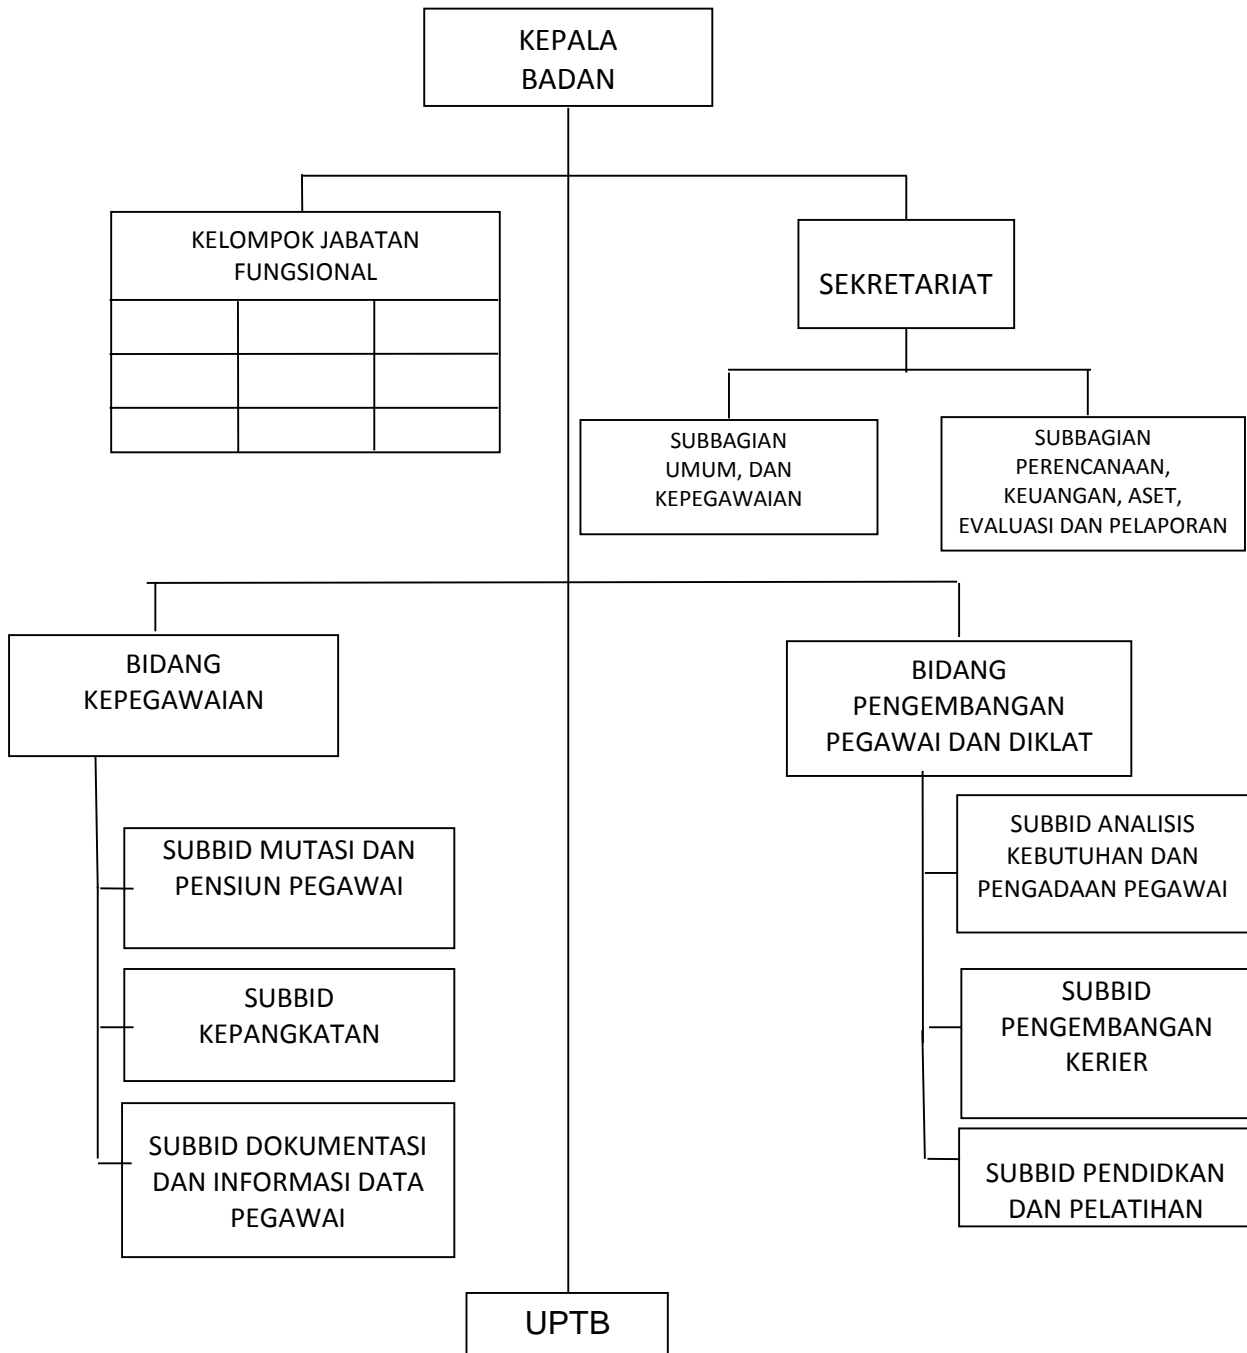 KEPALA
BADAN
KELOMPOK JABATAN
FUNGSIONAL
SEKRETARIAT
SUBBAGIAN
UMUM, DAN
KEPEGAWAIAN
SUBBAGIAN
PERENCANAAN,
KEUANGAN, ASET,
EVALUASI DAN PELAPORAN
BIDANG
KEPEGAWAIAN
BIDANG
PENGEMBANGAN
PEGAWAI DAN DIKLAT
SUBBID MUTASI DAN
PENSIUN PEGAWAI
SUBBID
KEPANGKATAN
SUBBID DOKUMENTASI
DAN INFORMASI DATA
PEGAWAI
SUBBID ANALISIS
KEBUTUHAN DAN
PENGADAAN PEGAWAI
SUBBID
PENGEMBANGAN
KERIER
SUBBID PENDIDKAN
DAN PELATIHAN
UPTB